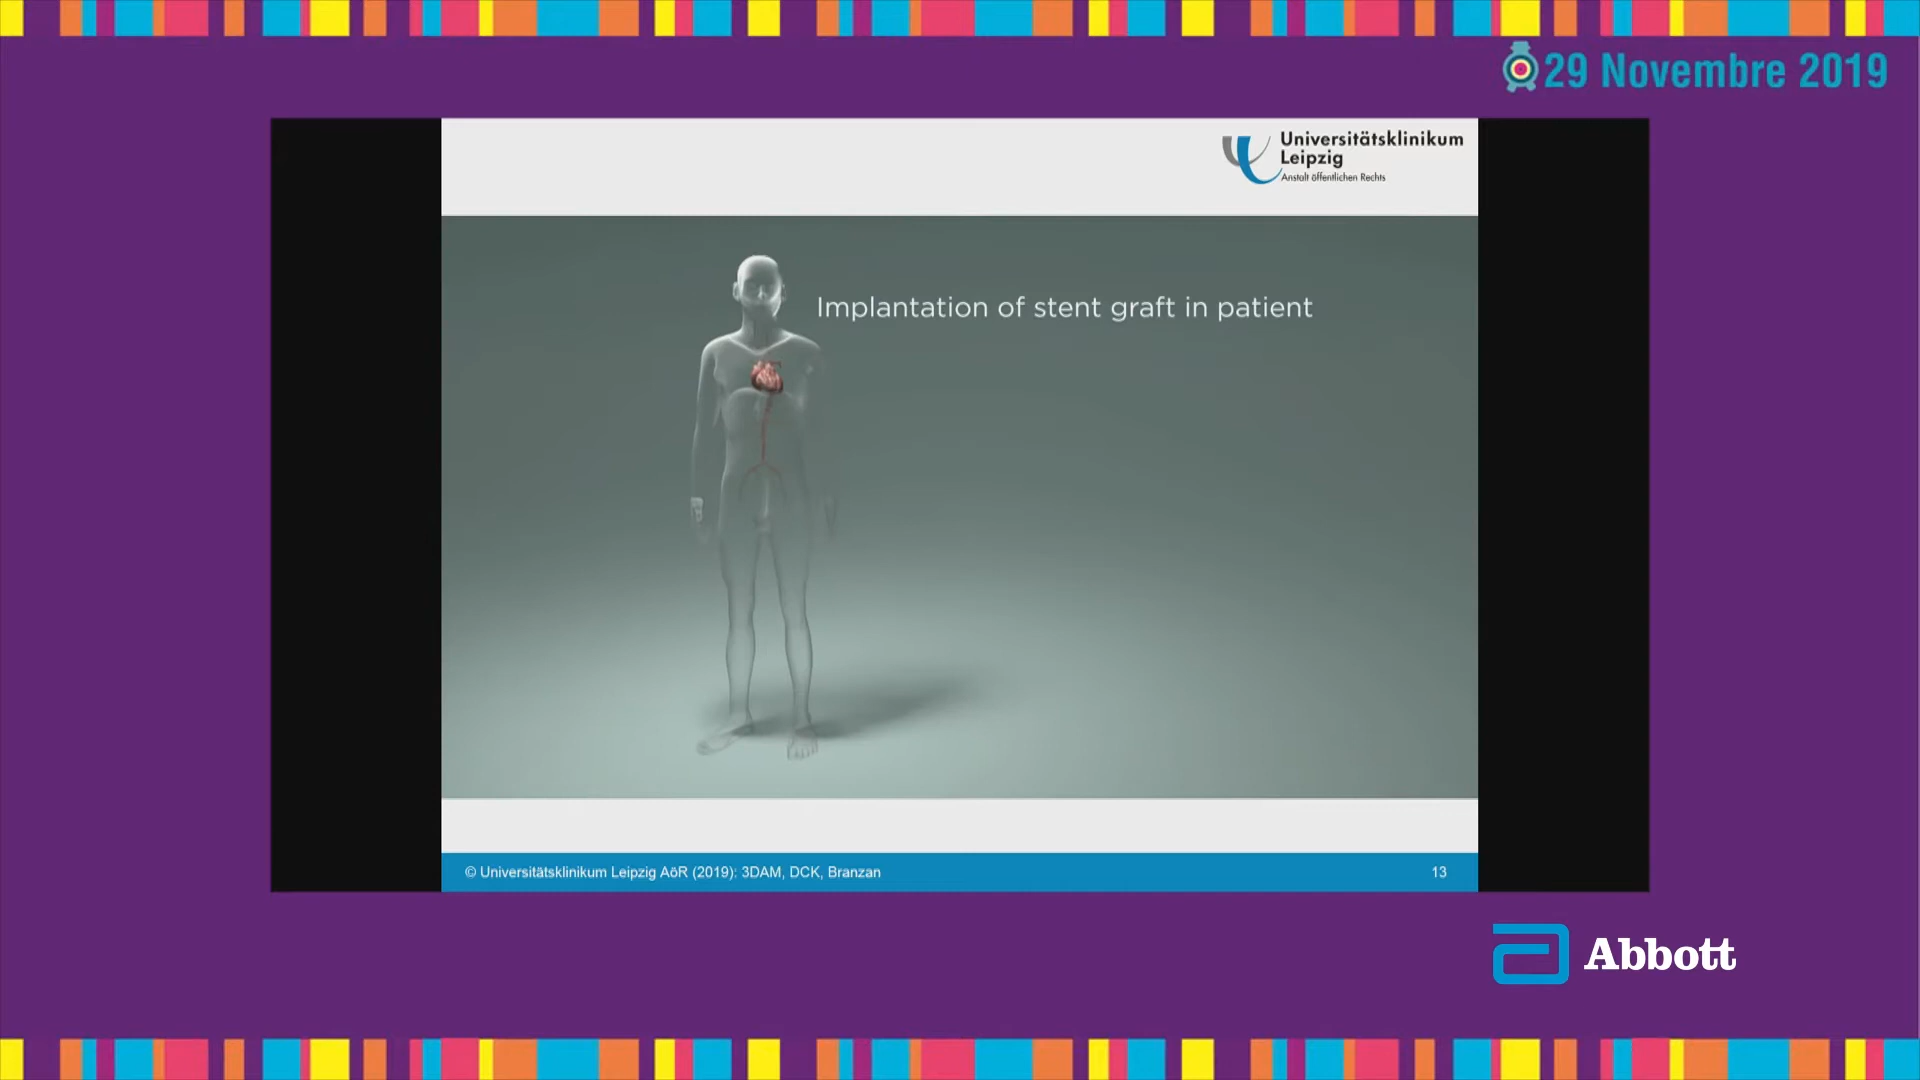 29 Novembre 2019
Universitätsklinikum
Leipzig
Anstalt öffentlichen Rechts
Implantation of stent graft in patient
© Universitätsklinikum Leipzig AöR (2019): 3DAM, DCK, Branzan
13
Abbott